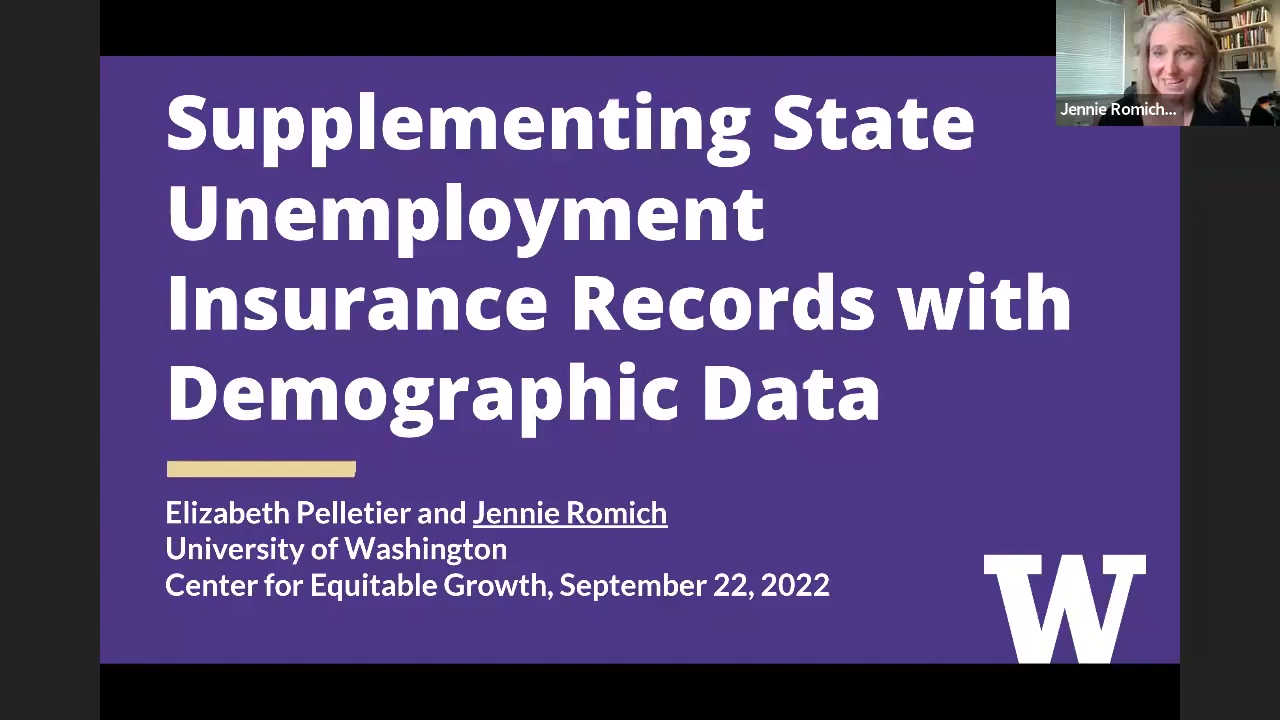 Supplementing State
Unemployment
Insurance Records with
Demographic Data
Elizabeth Pelletier and Jennie Romich
University of Washington
Center for Equitable Growth, September 22, 2022
W
Jennie Romich...